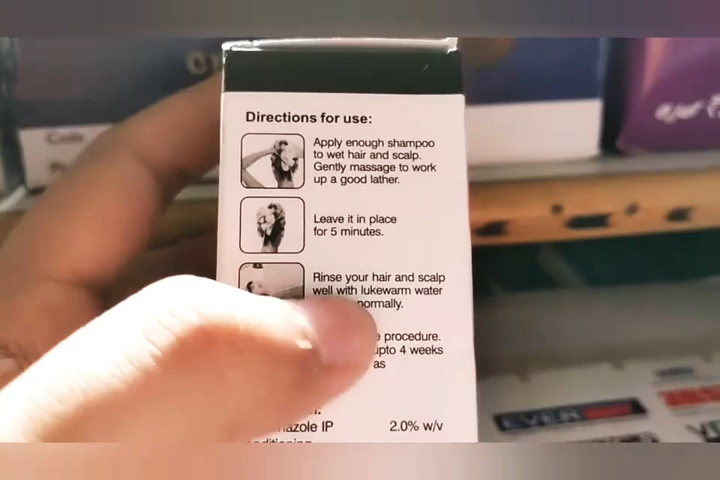 Directions for use:
Apply enough shampoo
to wet hair and scalp.
Gently massage to work
up a good lather.
Leave it in place
for 5 minutes.
Rinse your hair and scalp
well with lukewarm water
normally.
procedure.
upto 4 weeks
as
IP 2.0% w/v
Code
EVER